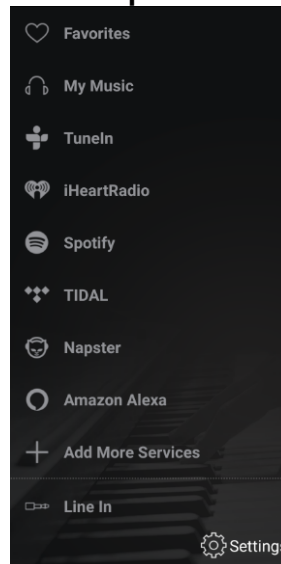 Favorites
My Music
TuneIn
iHeartRadio
Spotify
TIDAL
Napster
Amazon Alexa
Add More Services
Line In
Settings